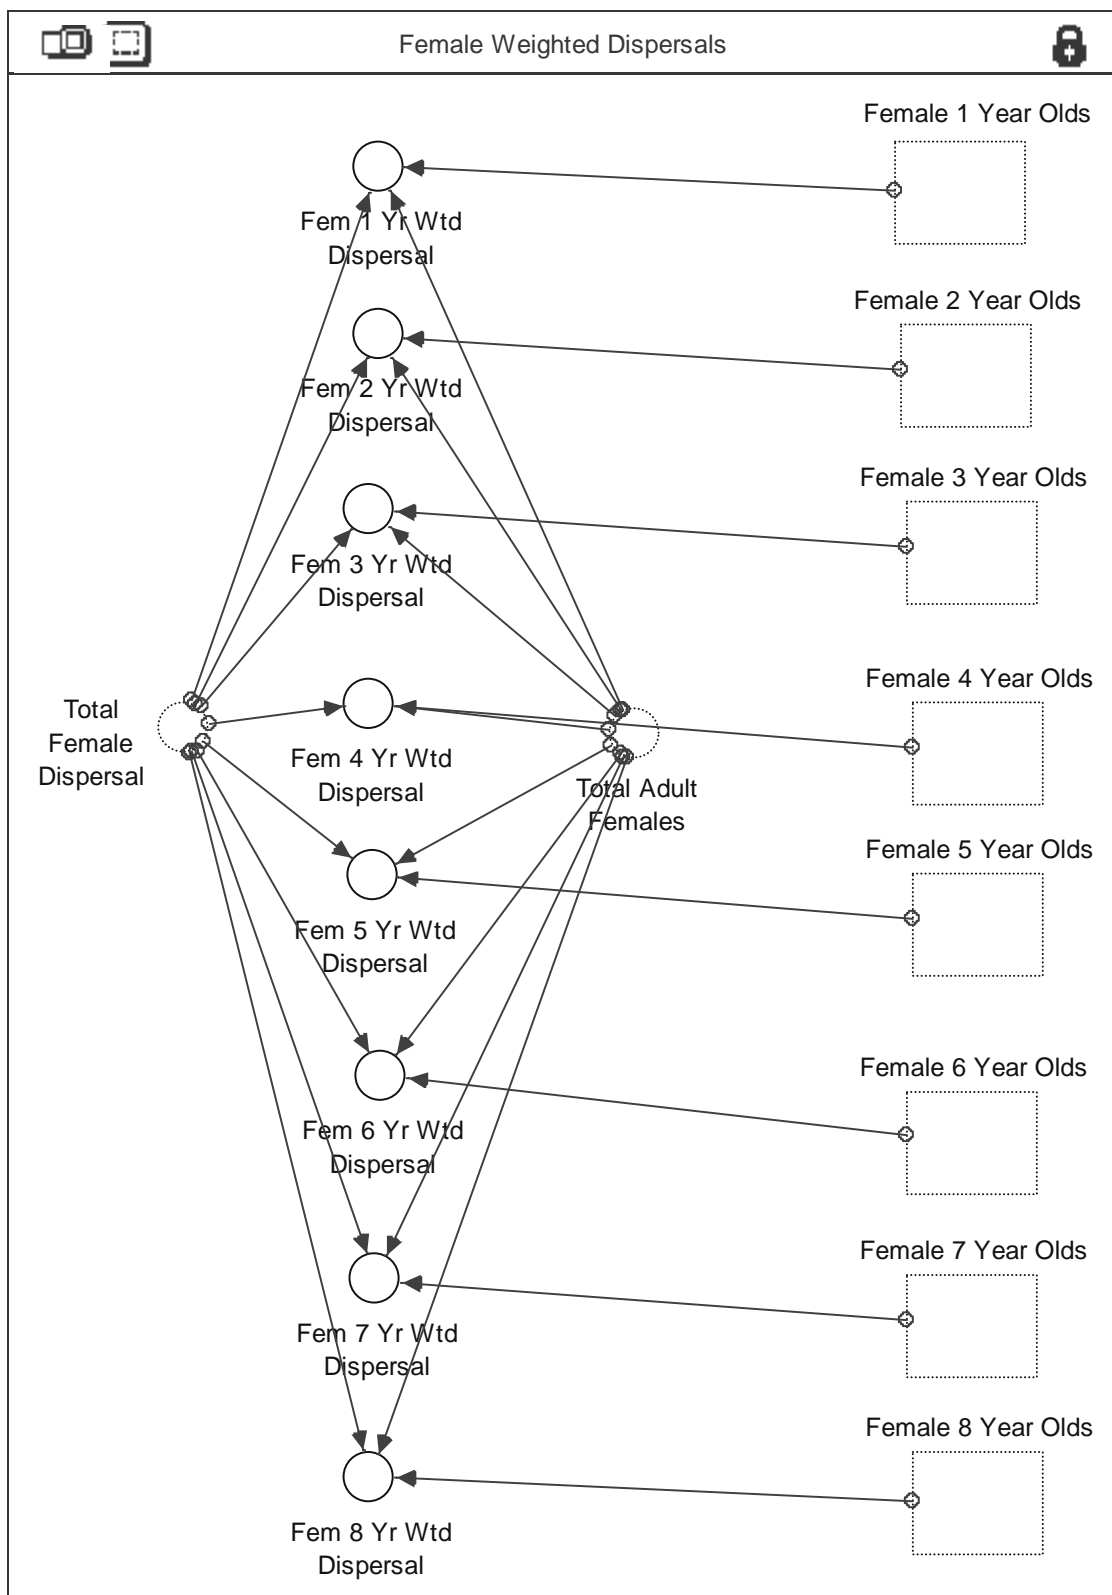 Female Weighted Dispersals
Female 1 Year Olds
Fem 1 Yr Wtd
Dispersal
Female 2 Year Olds
Fem 2 Yr Wtd
Dispersal
Female 3 Year Olds
Fem 3 Yr Wtd
Dispersal
Female 4 Year Olds
Total
Female
Dispersal
Fem 4 Yr Wtd
Dispersal
Total Adult
Females
Female 5 Year Olds
Fem 5 Yr Wtd
Dispersal
Female 6 Year Olds
Fem 6 Yr Wtd
Dispersal
Female 7 Year Olds
Fem 7 Yr Wtd
Dispersal
Female 8 Year Olds
Fem 8 Yr Wtd
Dispersal